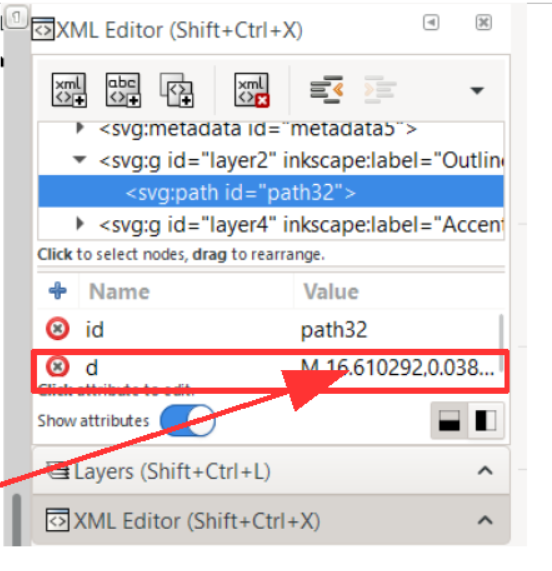 XML Editor (Shift+Ctrl+X)
xml
abc
xml
<svg:metadata id="metadata5">
<svg:g id="layer2" inkscape:label="Outline
<svg:path id="path32">
<svg:g id="layer4" inkscape:label="Accent
Click to select nodes, drag to rearrange.
Name Value
id path32
d M 16.610292,0.038...
Click attribute to edit.
Show attributes
Layers (Shift+Ctrl+L)
XML Editor (Shift+Ctrl+X)